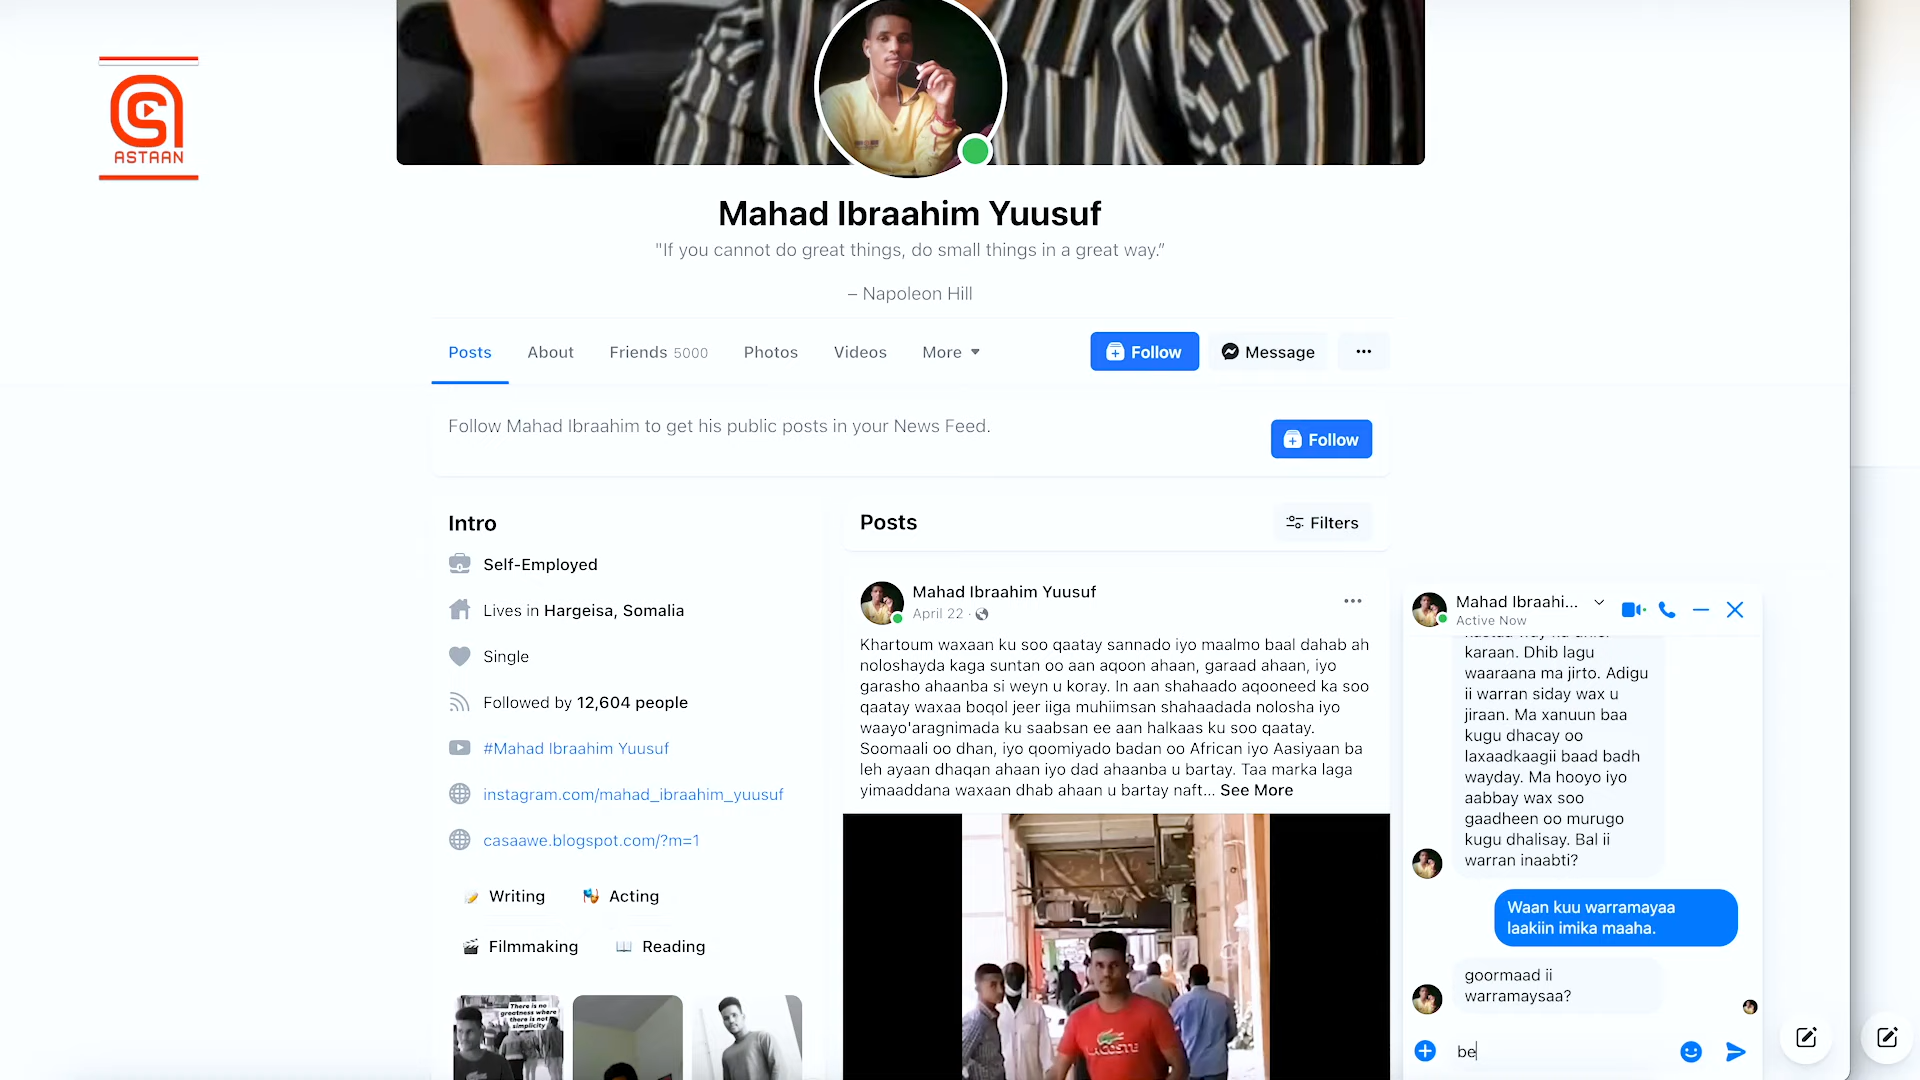 ASTAAN
Mahad Ibraahim Yuusuf
"If you cannot do great things, do small things in a great way.”
– Napoleon Hill
Posts
About
Friends 5000
Photos
Videos
More
Follow
Message
Follow Mahad Ibraahim to get his public posts in your News Feed.
Follow
Intro
Self-Employed
Lives in Hargeisa, Somalia
Single
Followed by 12,604 people
#Mahad Ibraahim Yuusuf
instagram.com/mahad_ibraahim_yuusuf
casaawe.blogspot.com/?m=1
Writing
Acting
Filmmaking
Reading
There is no
greatness where
there is not
simplicity
Posts
Filters
Mahad Ibraahim Yuusuf
April 22 ·
Khartoum waxaan ku soo qaatay sannado iyo maalmo baal dahab ah
noloshayda kaga suntan oo aan aqoon ahaan, garaad ahaan, iyo
garasho ahaanba si weyn u koray. In aan shahaado aqooneed ka soo
qaatay waxaa boqol jeer iiga muhiimsan shahaadada nolosha iyo
waayo'aragnimada ku saabsan ee aan halkaas ku soo qaatay.
Soomaali oo dhan, iyo qoomiyado badan oo African iyo Aasiyaan ba
leh ayaan dhaqan ahaan iyo dad ahaanba u bartay. Taa marka laga
yimaaddana waxaan dhab ahaan u bartay naft... See More
LACOSTE
Mahad Ibraahi...
Active Now
karaan. Dhib lagu
waaraana ma jirto. Adigu
ii warran siday wax u
jiraan. Ma xanuun baa
kugu dhacay oo
laxaadkaagii baad badh
wayday. Ma hooyo iyo
aabbay wax soo
gaadheen oo murugo
kugu dhalisay. Bal ii
warran inaabti?
Waan kuu warramayaa
laakiin imika maaha.
goormaad ii
warramaysaa?
be